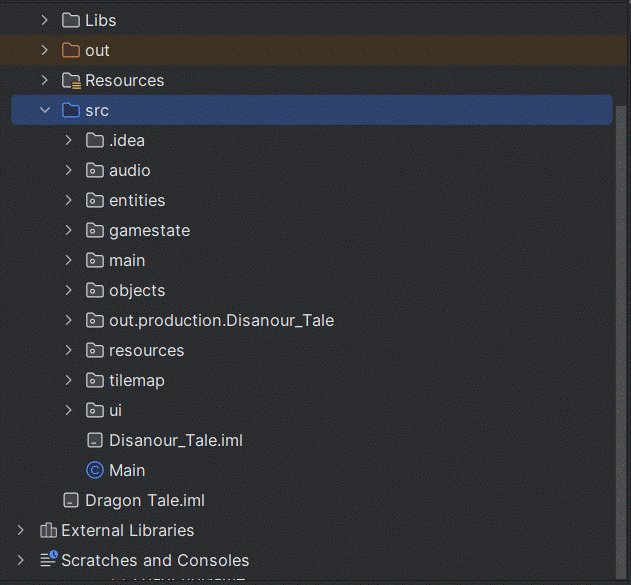 Libs
out
Resources
src
.idea
audio
entities
gamestate
main
objects
out.production.Disanour_Tale
resources
tilemap
ui
Disanour_Tale.iml
Main
Dragon Tale.iml
External Libraries
Scratches and Consoles